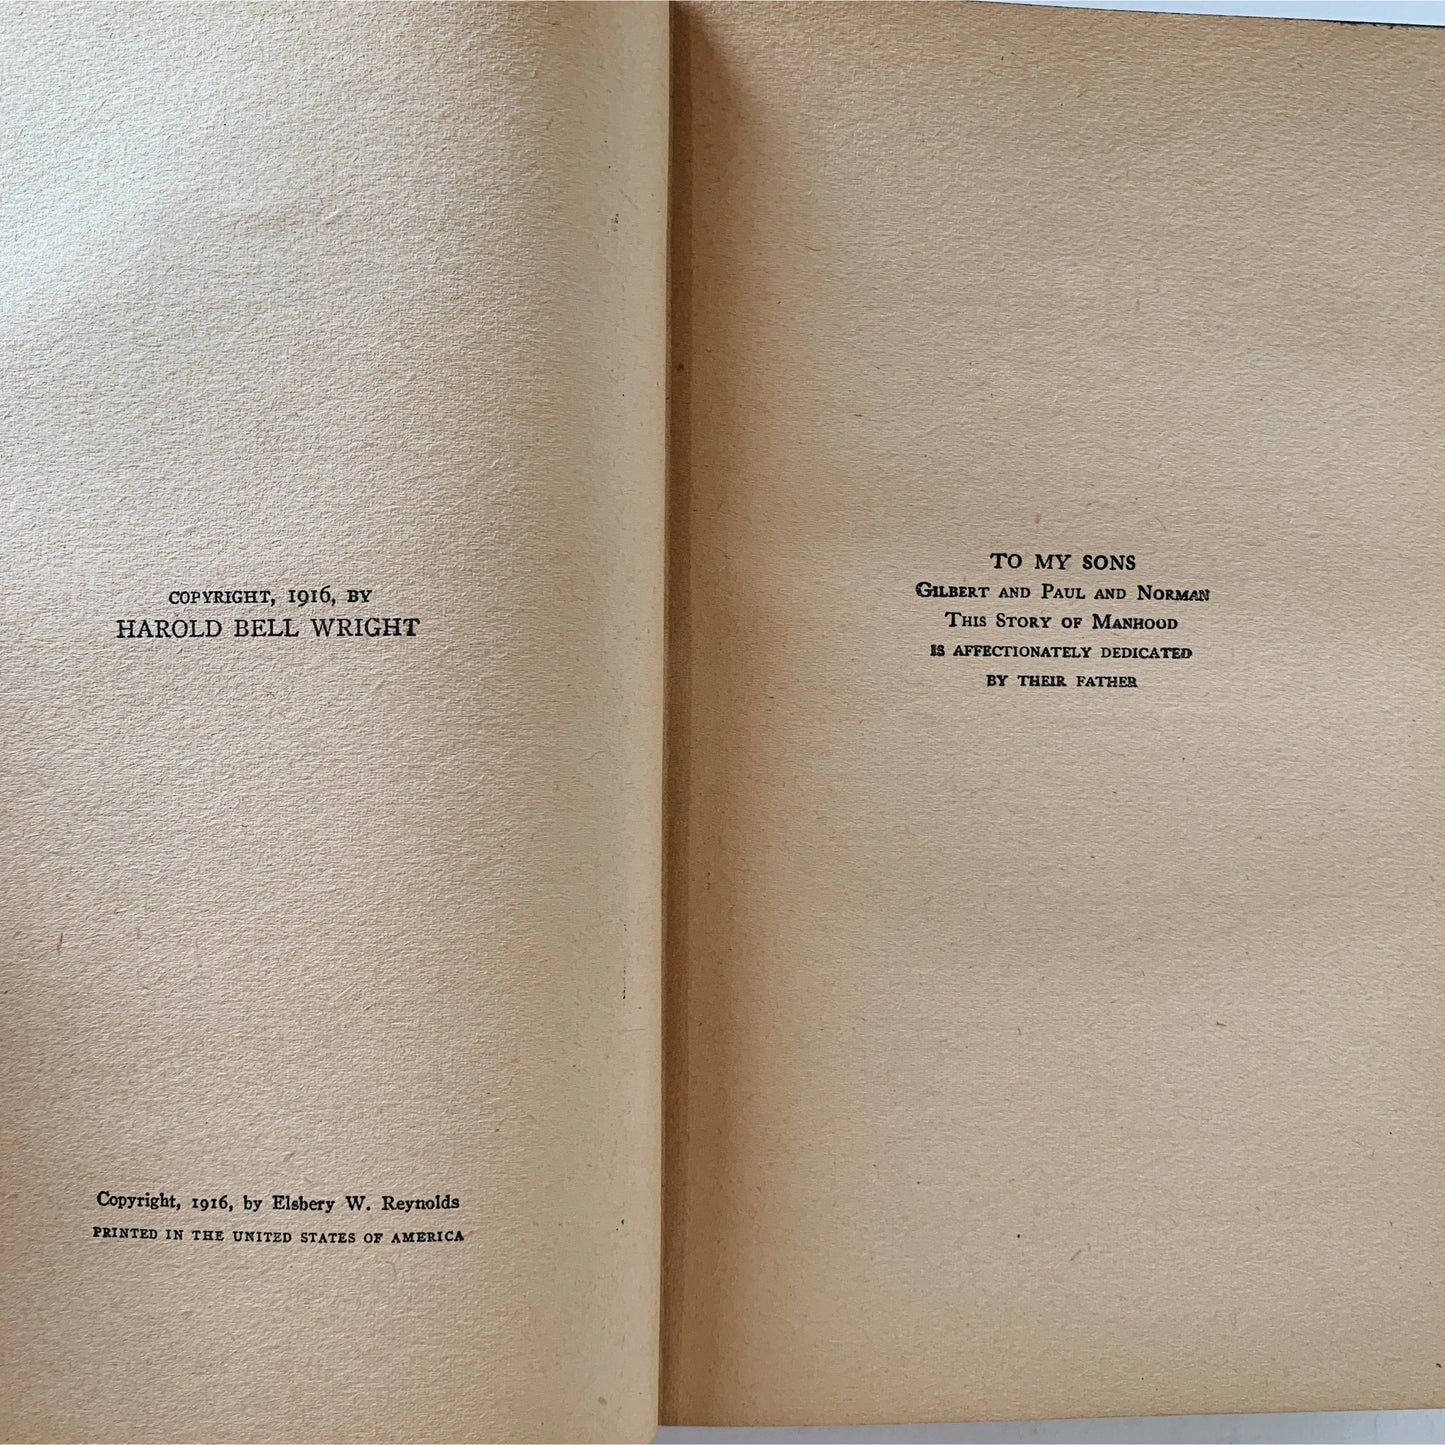 COPYRIGHT, 1916, BY
HAROLD BELL WRIGHT
Copyright, 1916, by Elsbery W. Reynolds
PRINTED IN THE UNITED STATES OF AMERICA
TO MY SONS
GILBERT AND PAUL AND NORMAN
THIS STORY OF MANHOOD
IS AFFECTIONATELY DEDICATED
BY THEIR FATHER